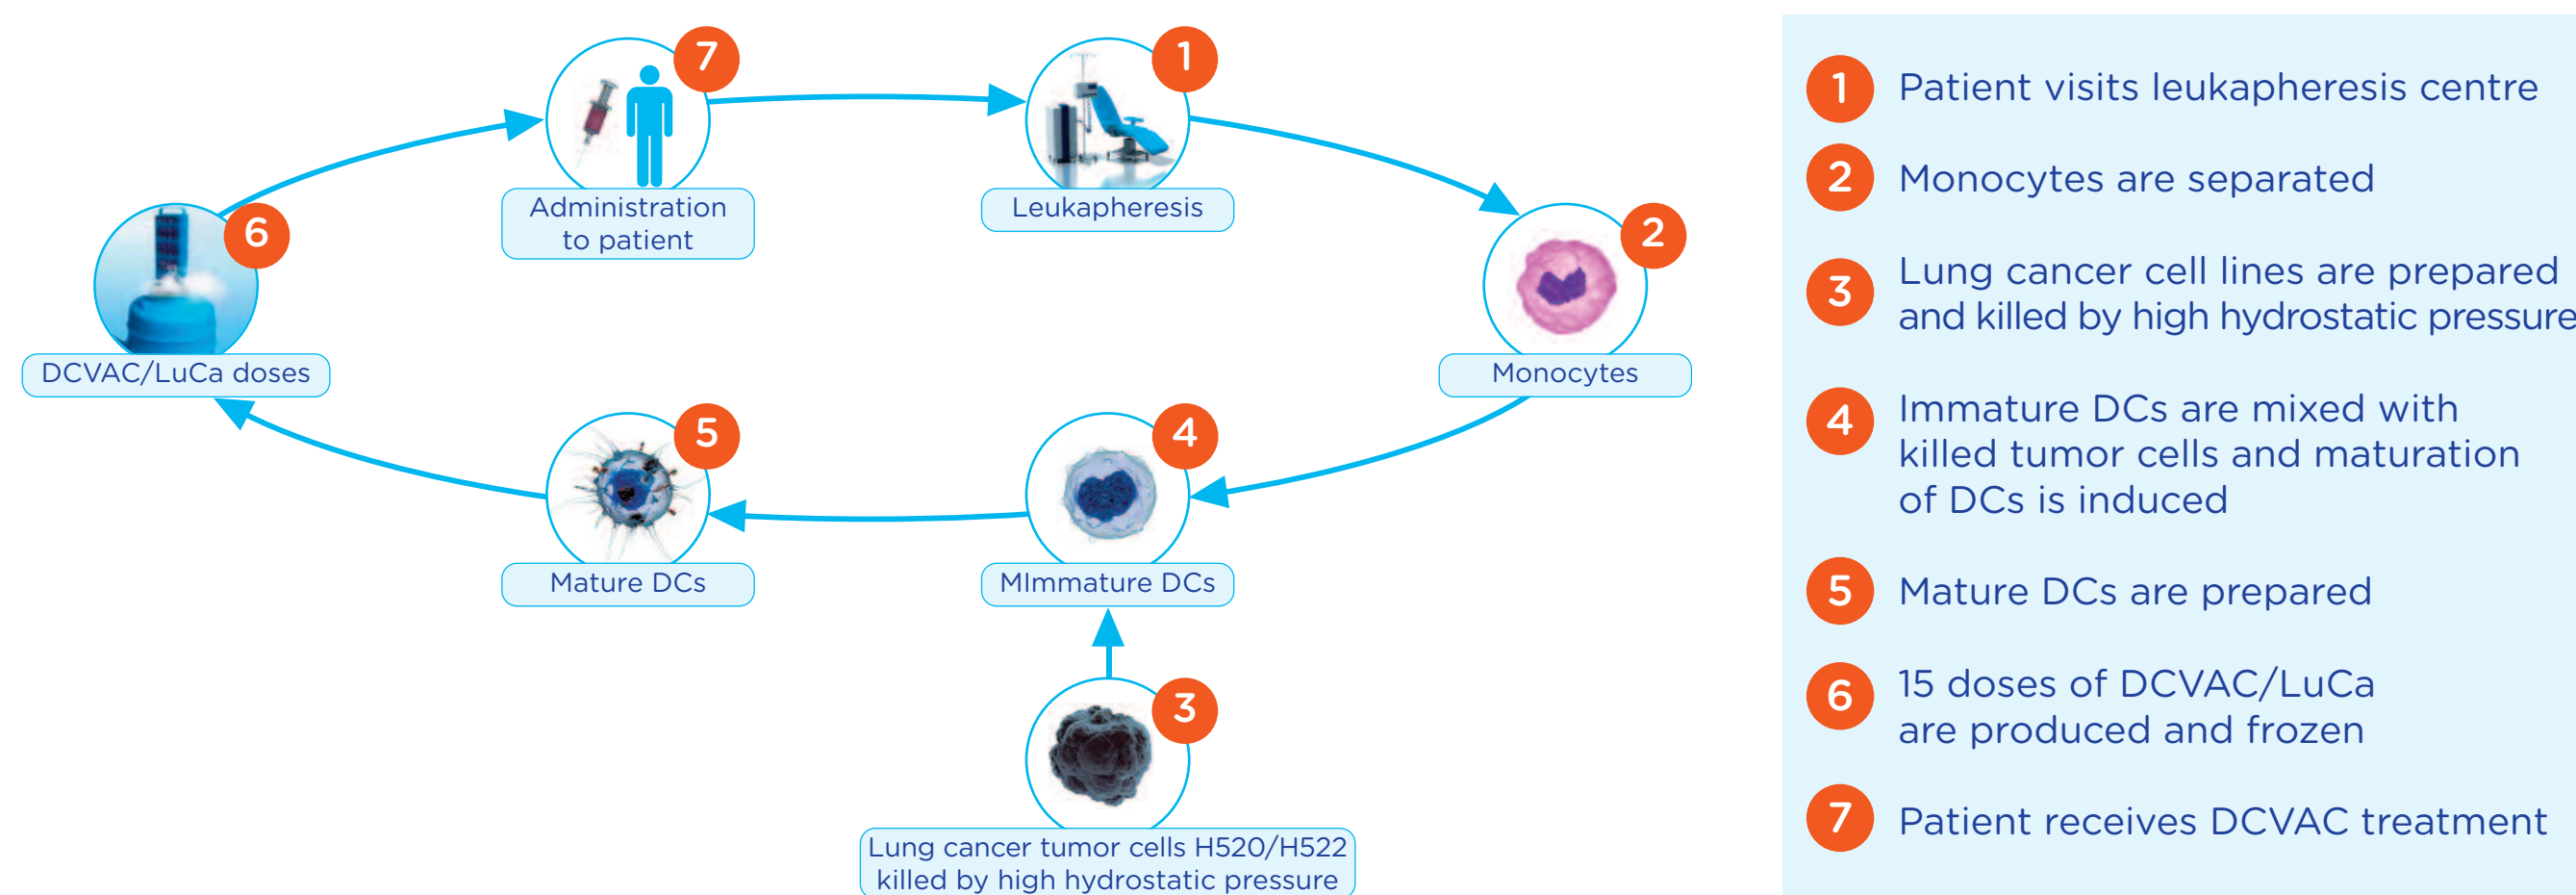 7
Administration
to patient
1
Leukapheresis
2
Monocytes
6
DCVAC/LuCa doses
5
Mature DCs
4
MImmature DCs
3
Lung cancer tumor cells H520/H522
killed by high hydrostatic pressure
1 Patient visits leukapheresis centre
2 Monocytes are separated
3 Lung cancer cell lines are prepared
and killed by high hydrostatic pressure
4 Immature DCs are mixed with
killed tumor cells and maturation
of DCs is induced
5 Mature DCs are prepared
6 15 doses of DCVAC/LuCa
are produced and frozen
7 Patient receives DCVAC treatment